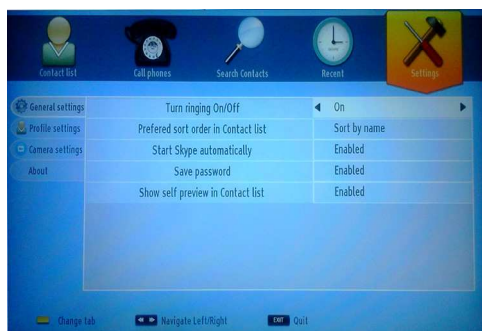 Contact list
Call phones
Search Contacts
Recent
Settings
General settings
Profile settings
Camera settings
About
Turn ringing On/Off
On
Prefered sort order in Contact list
Sort by name
Start Skype automatically
Enabled
Save password
Enabled
Show self preview in Contact list
Enabled
Change Tab
Navigate Left/Right
EXIT Quit